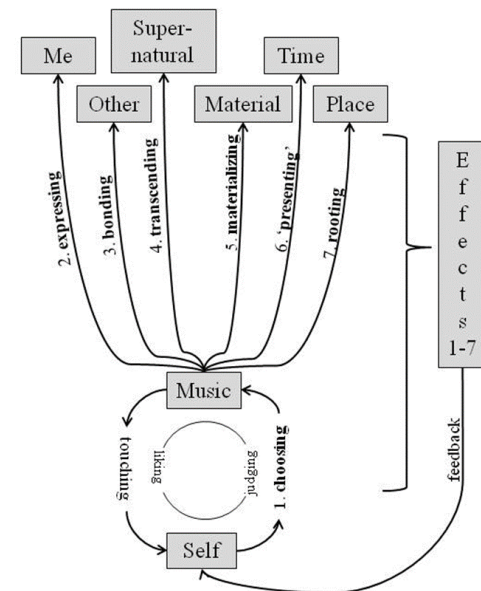 Me
Super-
natural
Time
Other
Material
Place
2. expressing
3. bonding
4. transcending
5. materializing
6. ‘presenting’
7. rooting
E
f
f
e
c
t
s
1-7
Music
touching
liking
judging
1. choosing
feedback
Self